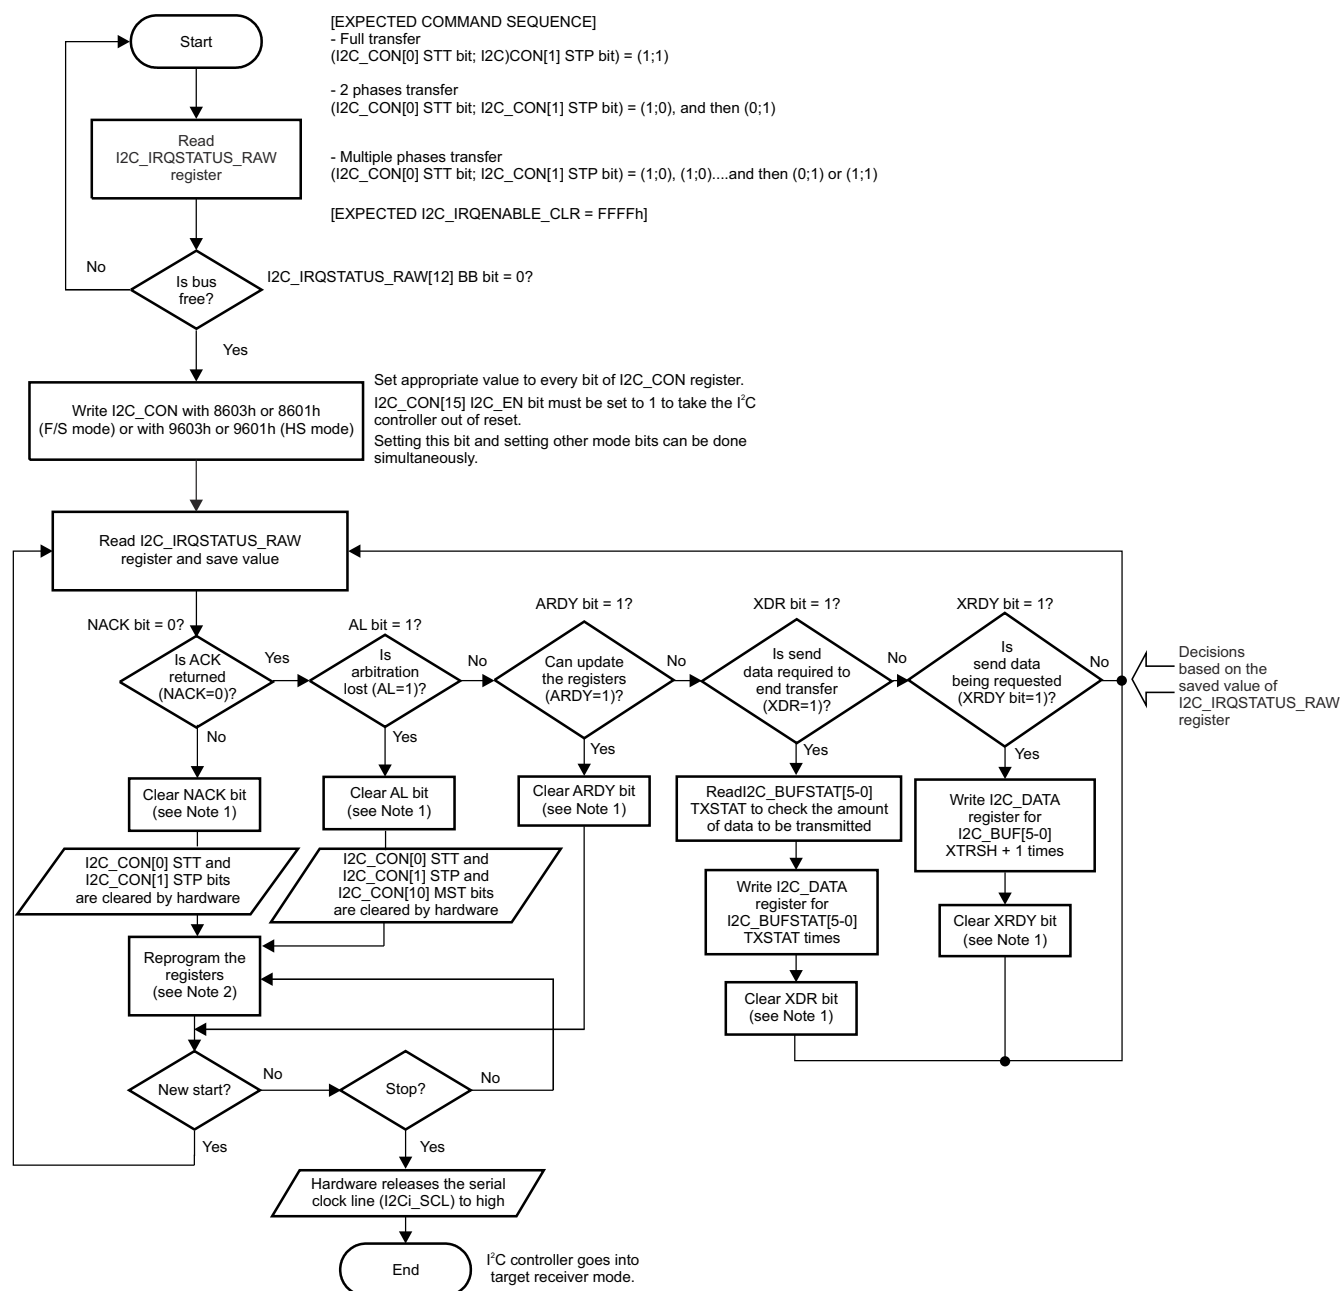 Start
[EXPECTED COMMAND SEQUENCE]
- Full transfer
(I2C_CON[0] STT bit; I2C)CON[1] STP bit) = (1;1)
- 2 phases transfer
(I2C_CON[0] STT bit; I2C_CON[1] STP bit) = (1;0), and then (0;1)
- Multiple phases transfer
(I2C_CON[0] STT bit; I2C_CON[1] STP bit) = (1;0), (1;0)....and then (0;1) or (1;1)
[EXPECTED I2C_IRQENABLE_CLR = FFFFh]
Read
I2C_IRQSTATUS_RAW
register
No
Is bus
free?
I2C_IRQSTATUS_RAW[12] BB bit = 0?
Yes
Write I2C_CON with 8603h or 8601h
(F/S mode) or with 9603h or 9601h (HS mode)
Set appropriate value to every bit of I2C_CON register.
I2C_CON[15] I2C_EN bit must be set to 1 to take the I²C
controller out of reset.
Setting this bit and setting other mode bits can be done
simultaneously.
Read I2C_IRQSTATUS_RAW
register and save value
NACK bit = 0?
Is ACK
returned
(NACK=0)?
Yes
No
AL bit = 1?
Is
arbitration
lost (AL=1)?
No
Yes
ARDY bit = 1?
Can update
the registers
(ARDY=1)?
No
Yes
XDR bit = 1?
Is send
data required to
end transfer
(XDR=1)?
No
Yes
XRDY bit = 1?
Is
send data
being requested
(XRDY bit=1)?
No
Yes
Decisions
based on the
saved value of
I2C_IRQSTATUS_RAW
register
Clear NACK bit
(see Note 1)
Clear AL bit
(see Note 1)
Clear ARDY bit
(see Note 1)
ReadI2C_BUFSTAT[5-0]
TXSTAT to check the amount
of data to be transmitted
Write I2C_DATA
register for
I2C_BUF[5-0]
XTRSH + 1 times
I2C_CON[0] STT and
I2C_CON[1] STP bits
are cleared by hardware
I2C_CON[0] STT and
I2C_CON[1] STP and
I2C_CON[10] MST bits
are cleared by hardware
Write I2C_DATA
register for
I2C_BUFSTAT[5-0]
TXSTAT times
Clear XRDY bit
(see Note 1)
Reprogram the
registers
(see Note 2)
Clear XDR bit
(see Note 1)
New start?
No
Yes
Stop?
No
Yes
Hardware releases the serial
clock line (I2Ci_SCL) to high
End
I²C controller goes into
target receiver mode.